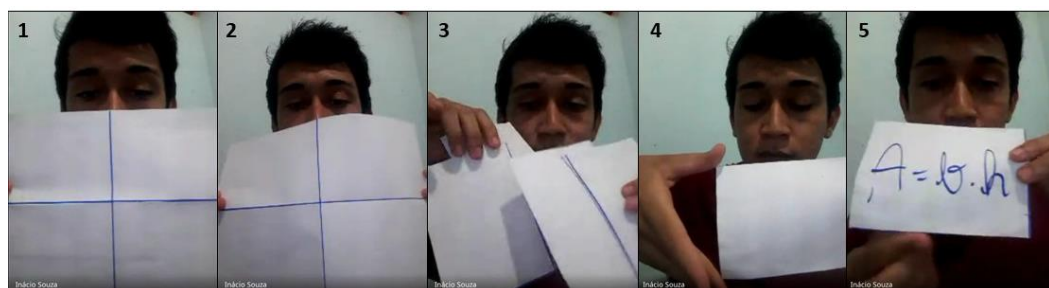 1
2
3
4
5
A = b . h
Inácio Souza
Inácio Souza
Inácio Souza
Inácio Souza
Inácio Souza